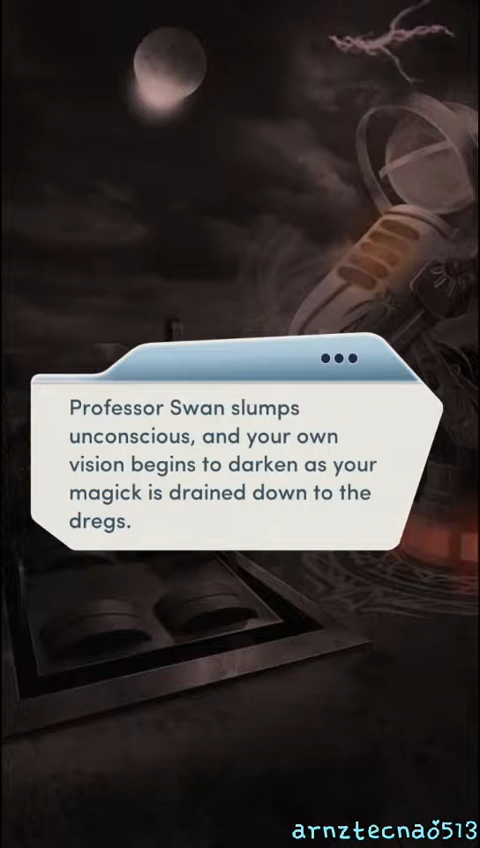 Professor Swan slumps
unconscious, and your own
vision begins to darken as your
magick is drained down to the
dregs.
arnztecnao513